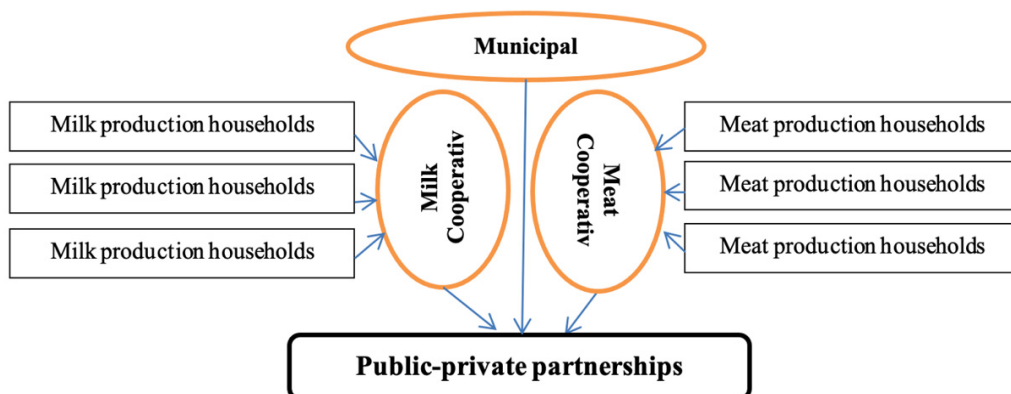 Municipal
Milk production households
Milk production households
Milk production households
Milk
Cooperativ
Meat
Cooperativ
Meat production households
Meat production households
Meat production households
Public-private partnerships